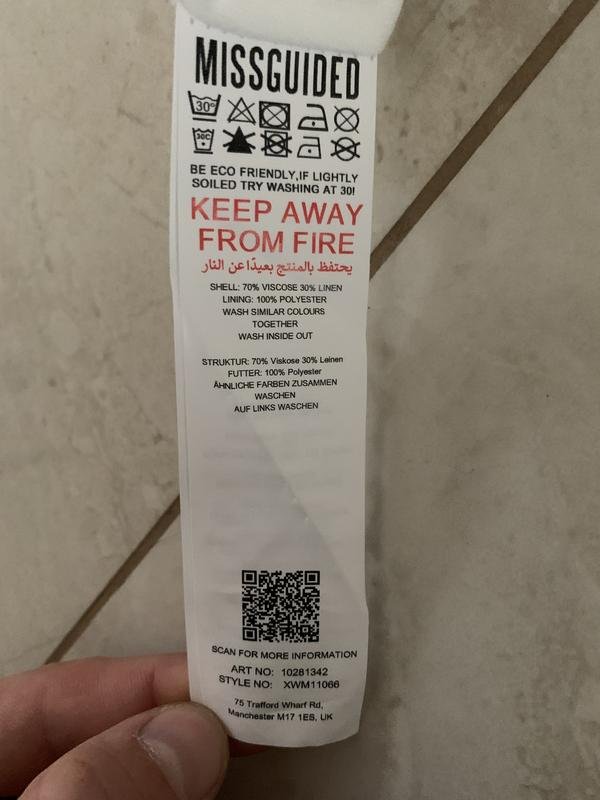 MISSGUIDED
30°
30C
BE ECO FRIENDLY,IF LIGHTLY
SOILED TRY WASHING AT 30!
KEEP AWAY
FROM FIRE
يحتفظ بالمنتج بعيدًا عن النار
SHELL: 70% VISCOSE 30% LINEN
LINING: 100% POLYESTER
WASH SIMILAR COLOURS
TOGETHER
WASH INSIDE OUT
STRUKTUR: 70% Viskose 30% Leinen
FUTTER: 100% Polyester
ÄHNLICHE FARBEN ZUSAMMEN
WASCHEN
AUF LINKS WASCHEN
SCAN FOR MORE INFORMATION
ART NO: 10281342
STYLE NO: XWM11066
75 Trafford Wharf Rd,
Manchester M17 1ES, UK